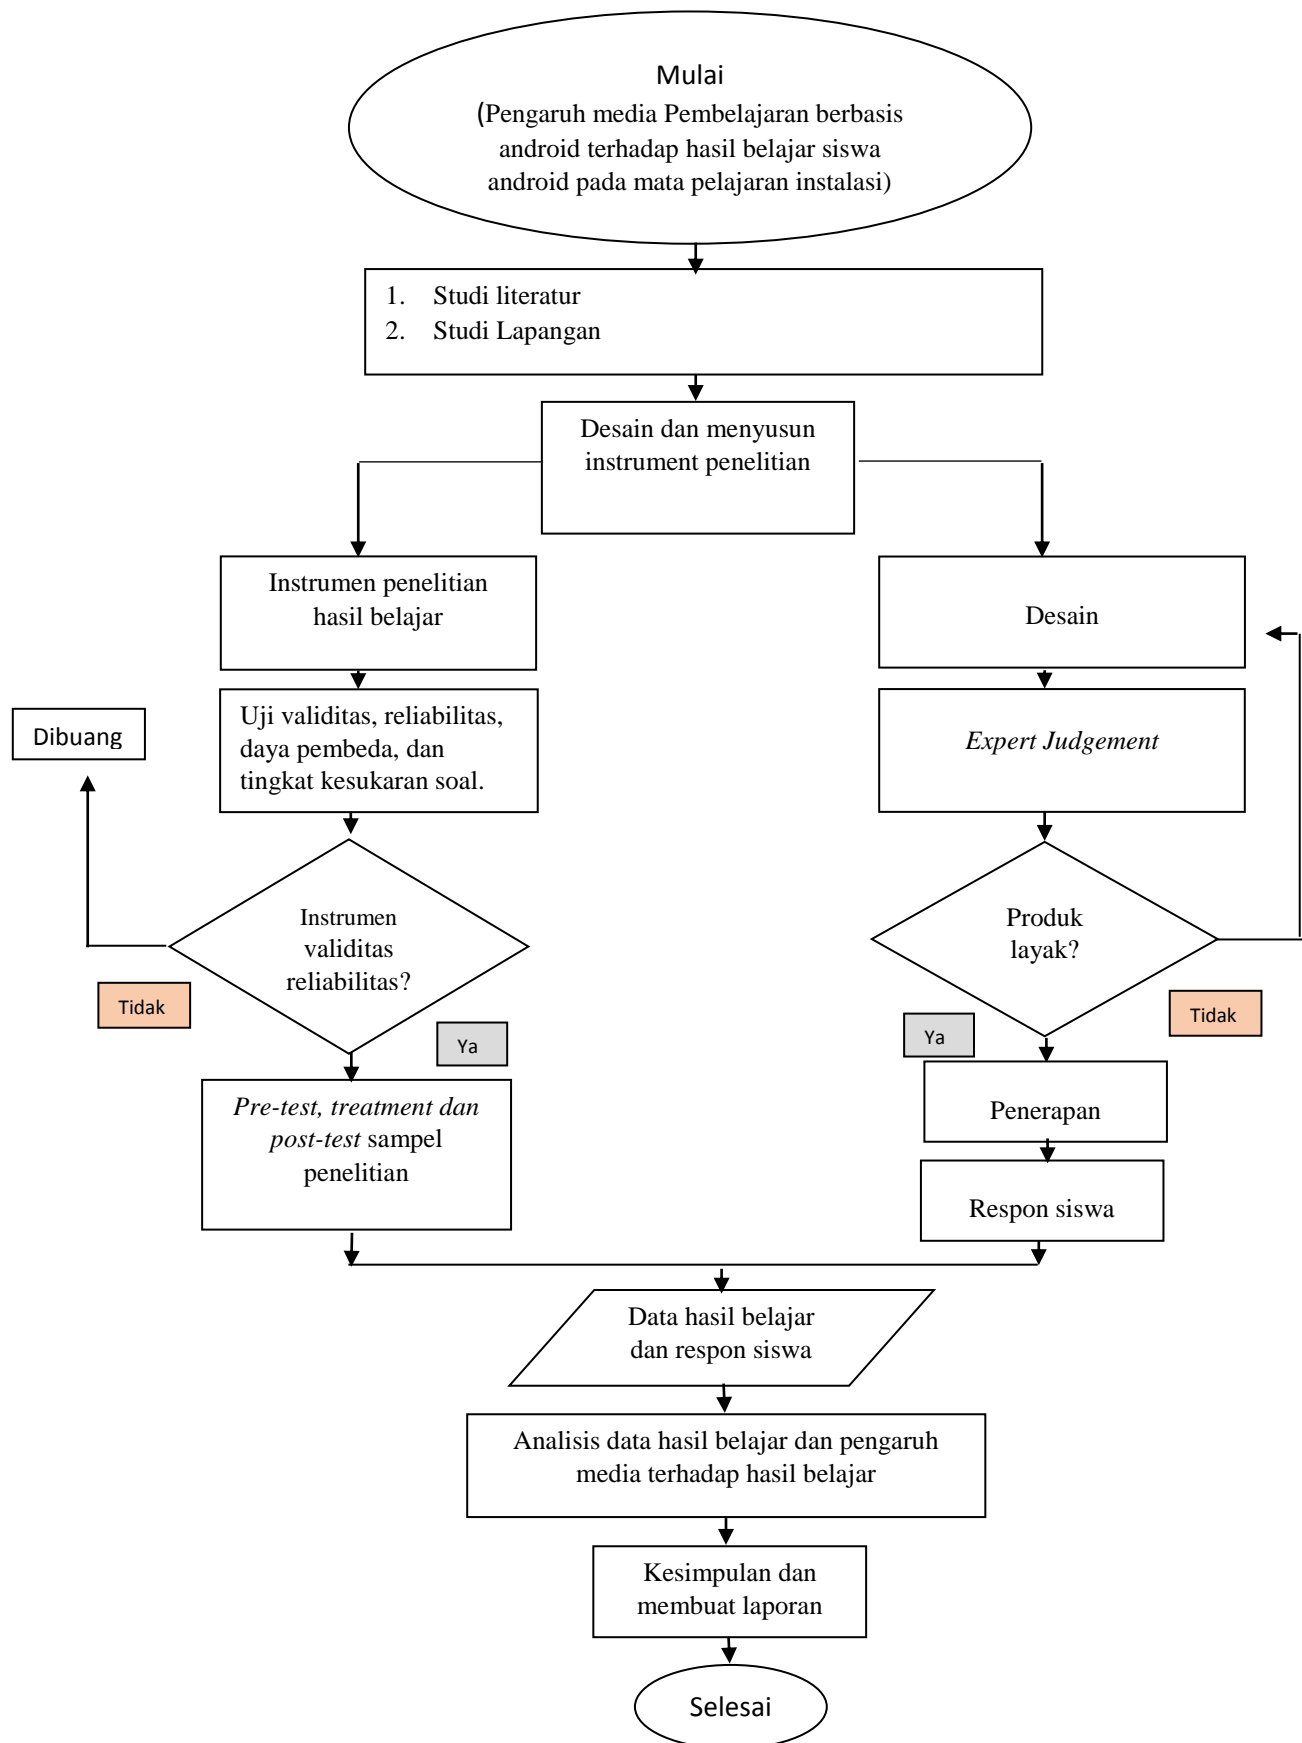 Mulai
(Pengaruh media Pembelajaran berbasis
android terhadap hasil belajar siswa
android pada mata pelajaran instalasi)
1. Studi literatur
2. Studi Lapangan
Desain dan menyusun
instrument penelitian
Instrumen penelitian
hasil belajar
Desain
Uji validitas, reliabilitas,
daya pembeda, dan
tingkat kesukaran soal.
Dibuang
Expert Judgement
Instrumen
validitas
reliabilitas?
Produk
layak?
Tidak
Ya
Ya
Tidak
Pre-test, treatment dan
post-test sampel
penelitian
Penerapan
Respon siswa
Data hasil belajar
dan respon siswa
Analisis data hasil belajar dan pengaruh
media terhadap hasil belajar
Kesimpulan dan
membuat laporan
Selesai